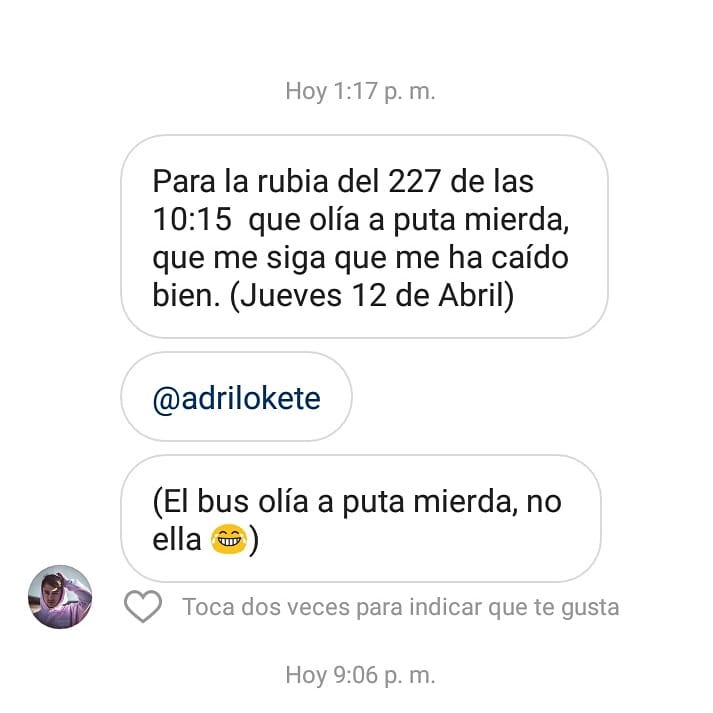 Hoy 1:17 p. m.
Para la rubia del 227 de las
10:15  que olía a puta mierda,
que me siga que me ha caído
bien. (Jueves 12 de Abril)
@adrilokete
(El bus olía a puta mierda, no
ella 😂)
Toca dos veces para indicar que te gusta
Hoy 9:06 p. m.